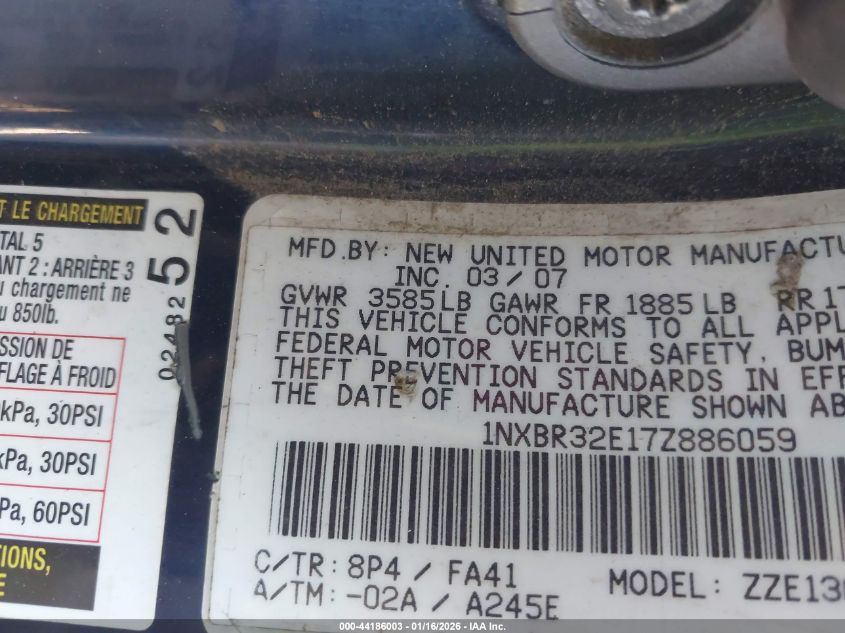 T LE CHARGEMENT
TAL 5
ANT 2 : ARRIÈRE 3
u chargement ne
u 850lb.
SSION DE
FLAGE À FROID
kPa, 30PSI
kPa, 30PSI
Pa, 60PSI
TIONS,
E
02482 52
MFD.BY: NEW UNITED MOTOR MANUFACTU
INC. 03/07
GVWR 3585LB GAWR FR 1885LB RR 17
THIS VEHICLE CONFORMS TO ALL APPL
FEDERAL MOTOR VEHICLE SAFETY, BUM
THEFT PREVENTION STANDARDS IN EFF
THE DATE OF MANUFACTURE SHOWN AB
1NXBR32E17Z886059
C/TR: 8P4 / FA41
A/TM: -02A / A245E
MODEL: ZZE13
000-44186003 - 01/16/2026 - IAA Inc.